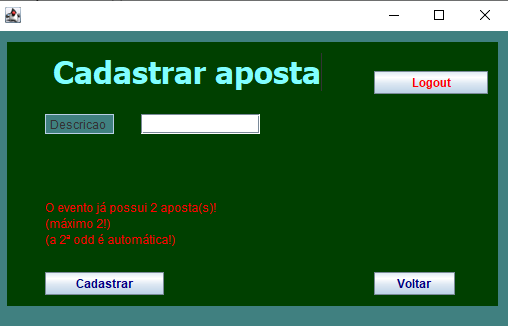 Cadastrar aposta
Logout
Descricao
O evento já possui 2 aposta(s)!
(máximo 2!)
(a 2ª odd é automática!)
Cadastrar
Voltar